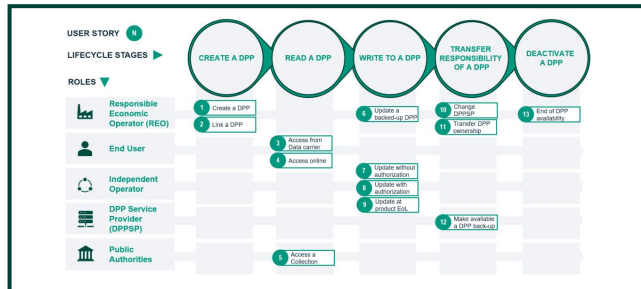 USER STORY N
LIFECYCLE STAGES
ROLES
CREATE A DPP
READ A DPP
WRITE TO A DPP
TRANSFER
RESPONSIBILITY
OF A DPP
DEACTIVATE
A DPP
Responsible
Economic
Operator (REO)
1 Create a DPP
2 Link a DPP
6 Update a
backed-up DPP
10 Change
DPPSP
11 Transfer DPP
ownership
13 End of DPP
availability
End User
3 Access from
Data carrier
4 Access online
Independent
Operator
7 Update without
authorization
8 Update with
authorization
9 Update at
product EoL
DPP Service
Provider
(DPPSP)
12 Make available
a DPP back-up
Public
Authorities
5 Access a
Collection